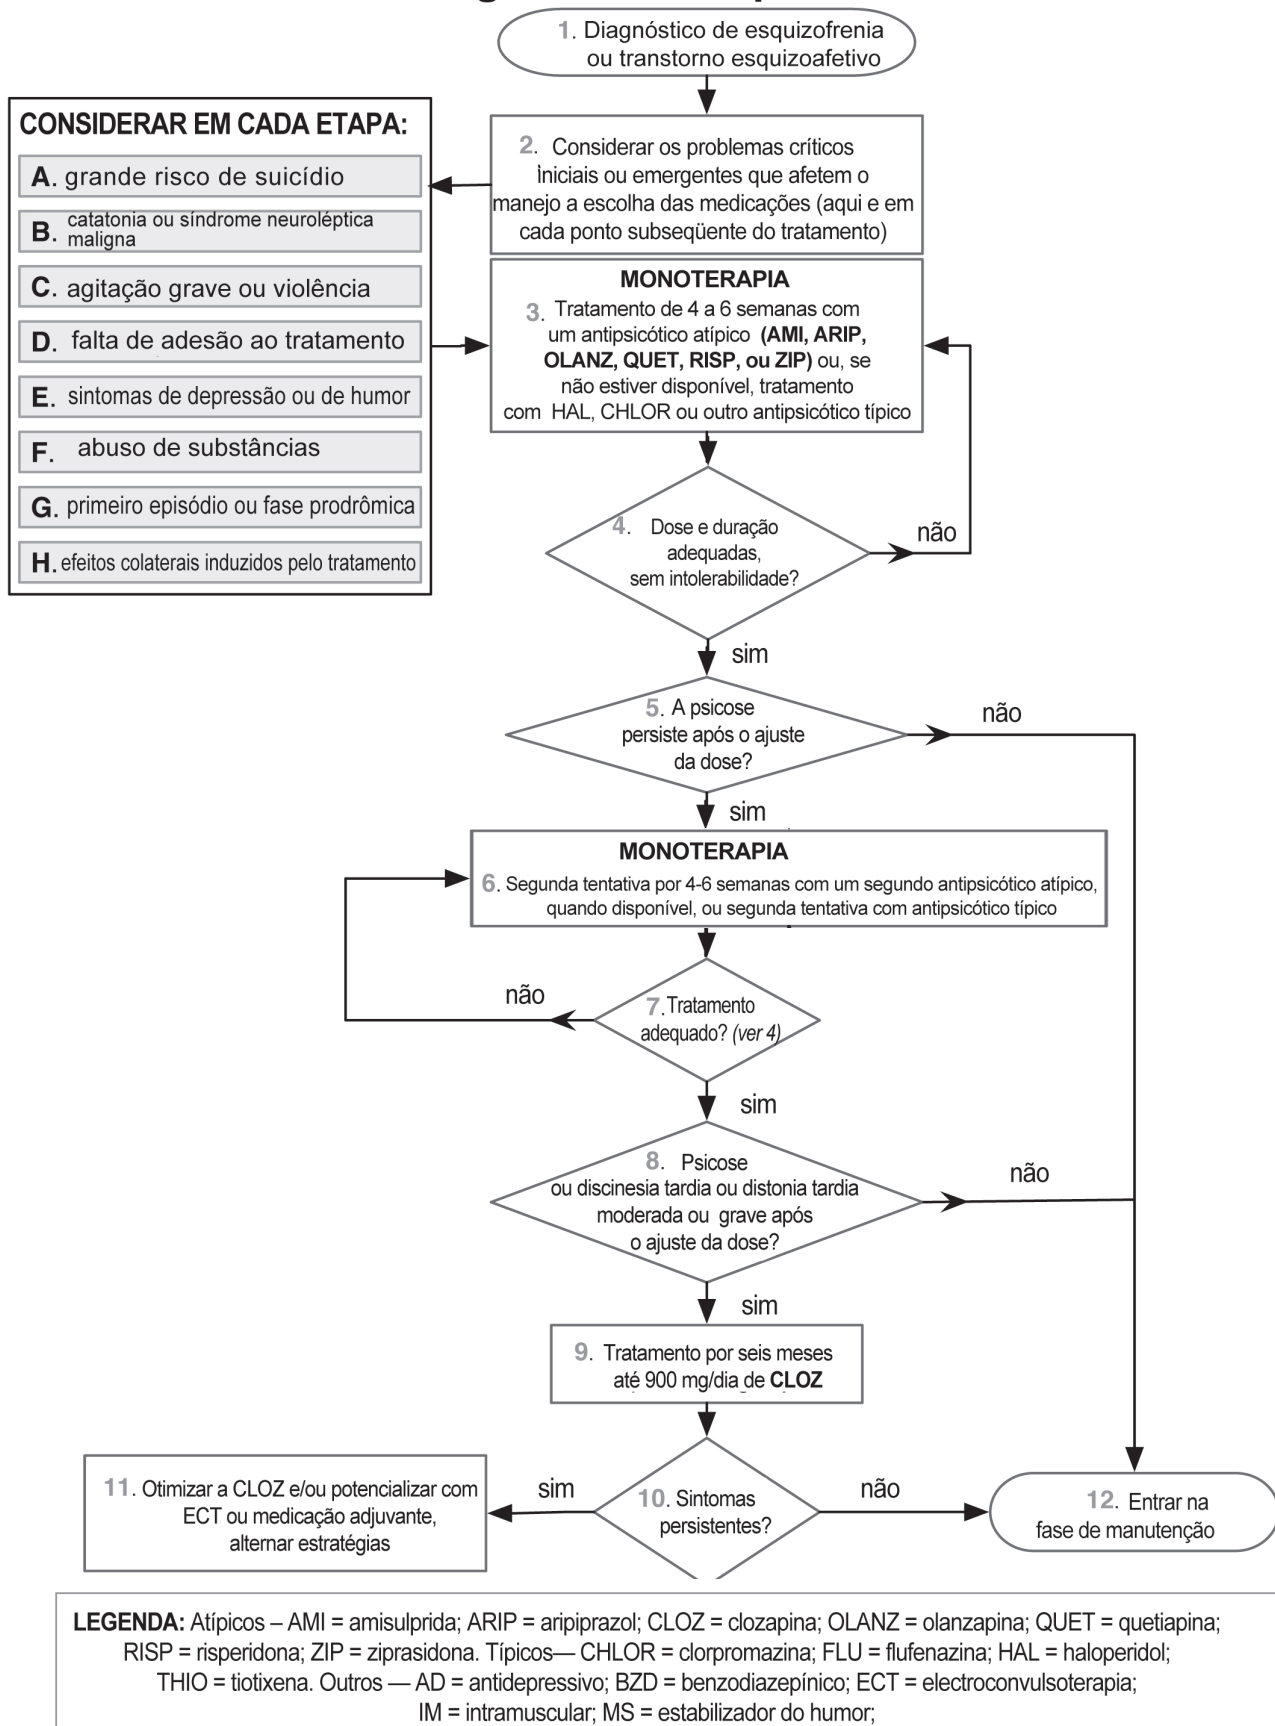 1. Diagnóstico de esquizofrenia
ou transtorno esquizoafetivo
CONSIDERAR EM CADA ETAPA:
A. grande risco de suicídio
B. catatonia ou síndrome neuroléptica
maligna
C. agitação grave ou violência
D. falta de adesão ao tratamento
E. sintomas de depressão ou de humor
F. abuso de substâncias
G. primeiro episódio ou fase prodrômica
H. efeitos colaterais induzidos pelo tratamento
2. Considerar os problemas críticos
iniciais ou emergentes que afetem o
manejo a escolha das medicações (aqui e em
cada ponto subseqüente do tratamento)
MONOTERAPIA
3. Tratamento de 4 a 6 semanas com
um antipsicótico atípico (AMI, ARIP,
OLANZ, QUET, RISP, ou ZIP) ou, se
não estiver disponível, tratamento
com HAL, CHLOR ou outro antipsicótico típico
4. Dose e duração
adequadas,
sem intolerabilidade?
não
sim
5. A psicose
persiste após o ajuste
da dose?
não
sim
MONOTERAPIA
6. Segunda tentativa por 4-6 semanas com um segundo antipsicótico atípico,
quando disponível, ou segunda tentativa com antipsicótico típico
não
7. Tratamento
adequado? (ver 4)
sim
8. Psicose
ou discinesia tardia ou distonia tardia
moderada ou grave após
o ajuste da dose?
não
sim
9. Tratamento por seis meses
até 900 mg/dia de CLOZ
10. Sintomas
persistentes?
sim
não
11. Otimizar a CLOZ e/ou potencializar com
ECT ou medicação adjuvante,
alternar estratégias
12. Entrar na
fase de manutenção
LEGENDA: Atípicos – AMI = amisulprida; ARIP = aripiprazol; CLOZ = clozapina; OLANZ = olanzapina; QUET = quetiapina;
RISP = risperidona; ZIP = ziprasidona. Típicos— CHLOR = clorpromazina; FLU = flufenazina; HAL = haloperidol;
THIO = tiotixena. Outros — AD = antidepressivo; BZD = benzodiazepínico; ECT = electroconvulsoterapia;
IM = intramuscular; MS = estabilizador do humor;